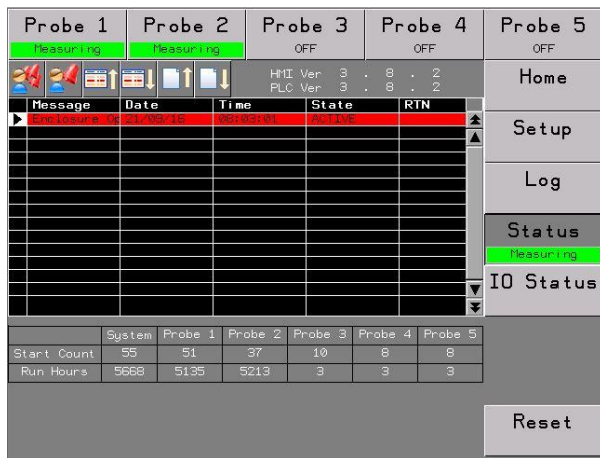 Probe 1 Probe 2 Probe 3 Probe 4 Probe 5
Measuring Measuring OFF OFF OFF
HMI Ver 3 . 8 . 2
PLC Ver 3 . 8 . 2
Home
Message Date Time State RTN
Enclosure Op 21/09/16 08:03:01 ACTIVE
Setup
Log
Status
Measuring
IO Status
System Probe 1 Probe 2 Probe 3 Probe 4 Probe 5
Start Count 55 51 37 10 8 8
Run Hours 5668 5135 5213 3 3 3
Reset